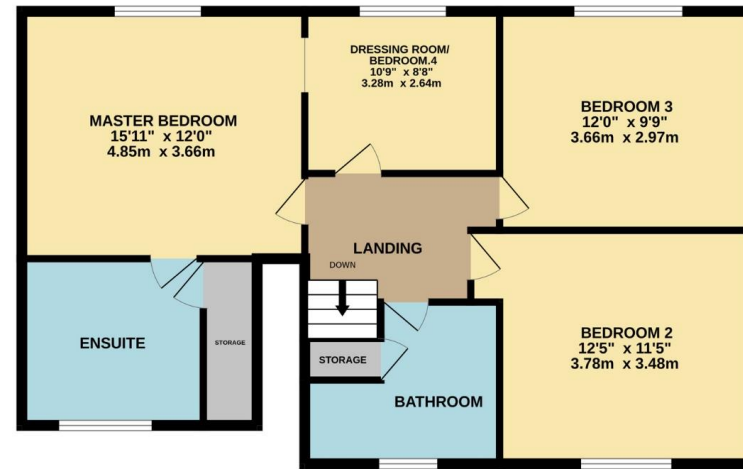 MASTER BEDROOM
15'11" x 12'0"
4.85m x 3.66m
DRESSING ROOM/
BEDROOM.4
10'9" x 8'8"
3.28m x 2.64m
BEDROOM 3
12'0" x 9'9"
3.66m x 2.97m
LANDING
DOWN
ENSUITE
STORAGE
STORAGE
BATHROOM
BEDROOM 2
12'5" x 11'5"
3.78m x 3.48m